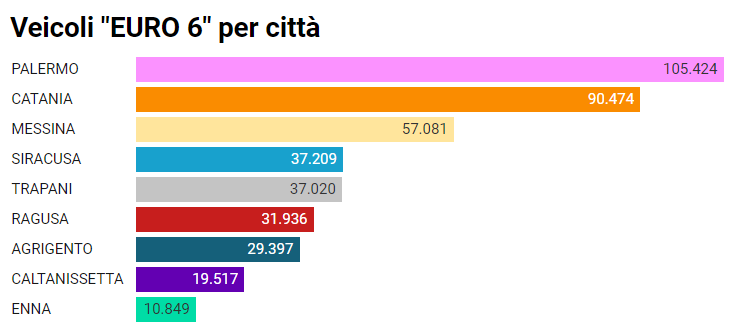 Veicoli "EURO 6" per città
PALERMO 105.424
CATANIA 90.474
MESSINA 57.081
SIRACUSA 37.209
TRAPANI 37.020
RAGUSA 31.936
AGRIGENTO 29.397
CALTANISSETTA 19.517
ENNA 10.849